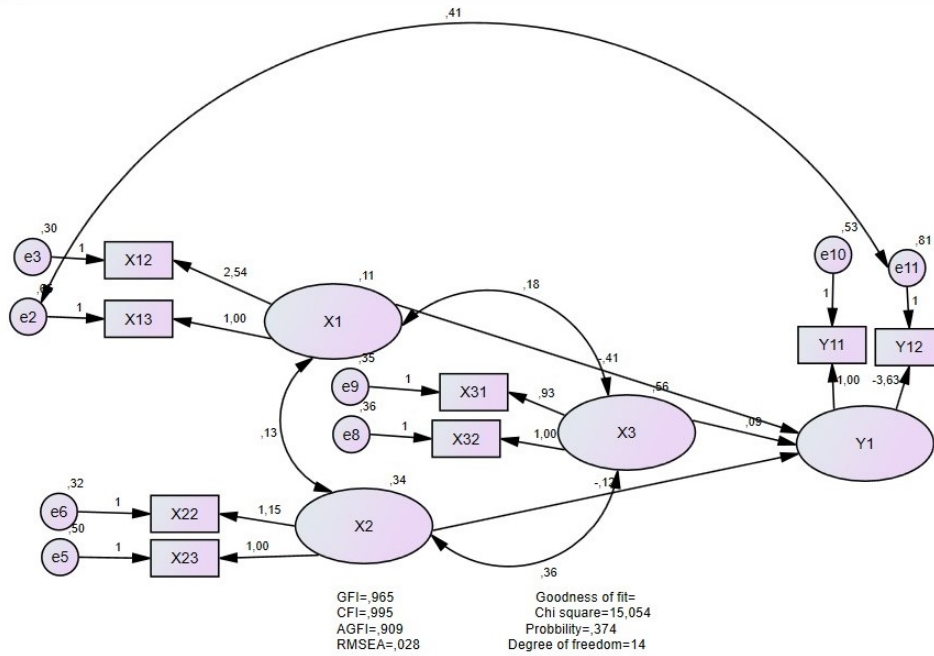 ,41
,30
e3
1
X12
2,54
e2
1
X13
1,00
,11
X1
,18
,53
e10
1
,81
e11
1
Y11
Y12
1,00
-3,63
Y1
-,41
,35
e9
1
X31
,93
,36
e8
1
X32
1,00
,56
X3
,09
,13
-,12
,34
X2
,32
e6
1
X22
1,15
,50
e5
1
X23
1,00
,36
GFI=,965
CFI=,995
AGFI=,909
RMSEA=,028
Goodness of fit=
Chi square=15,054
Probbility=,374
Degree of freedom=14